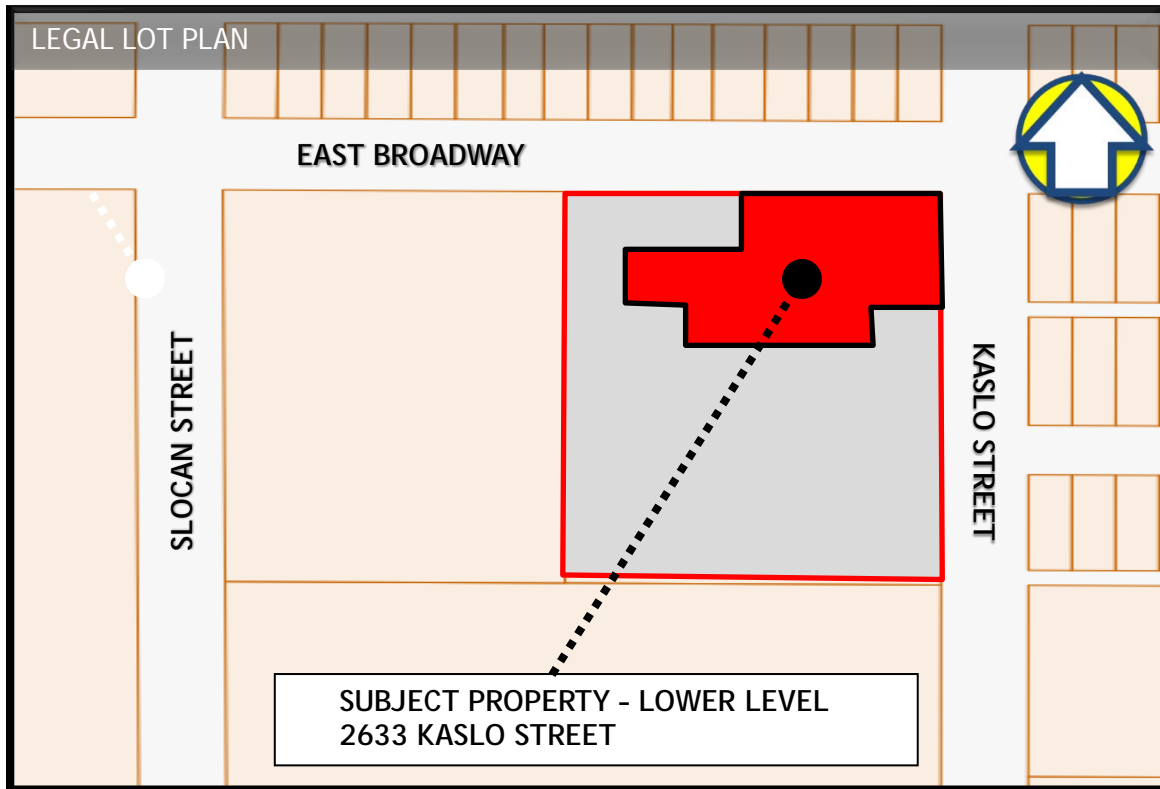 LEGAL LOT PLAN
EAST BROADWAY
SLOCAN STREET
KASLO STREET
SUBJECT PROPERTY - LOWER LEVEL
2633 KASLO STREET